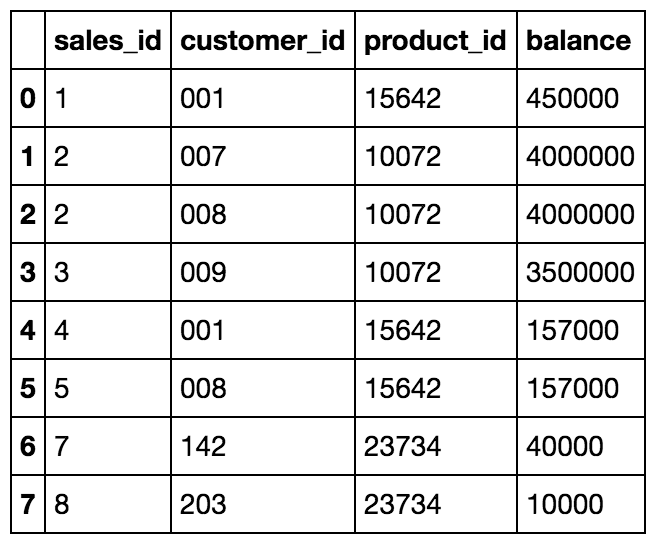 sales_id customer_id product_id balance
0 1 001 15642 450000
1 2 007 10072 4000000
2 2 008 10072 4000000
3 3 009 10072 3500000
4 4 001 15642 157000
5 5 008 15642 157000
6 7 142 23734 40000
7 8 203 23734 10000